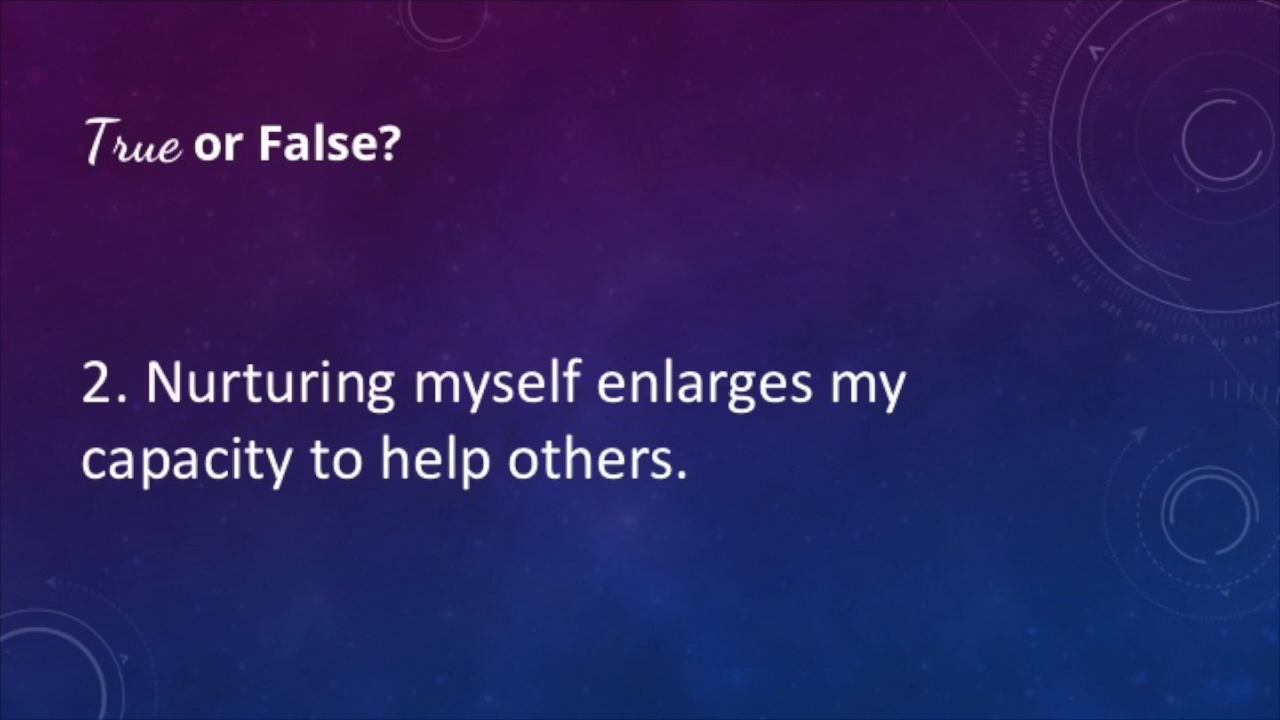 True or False?
2. Nurturing myself enlarges my
capacity to help others.